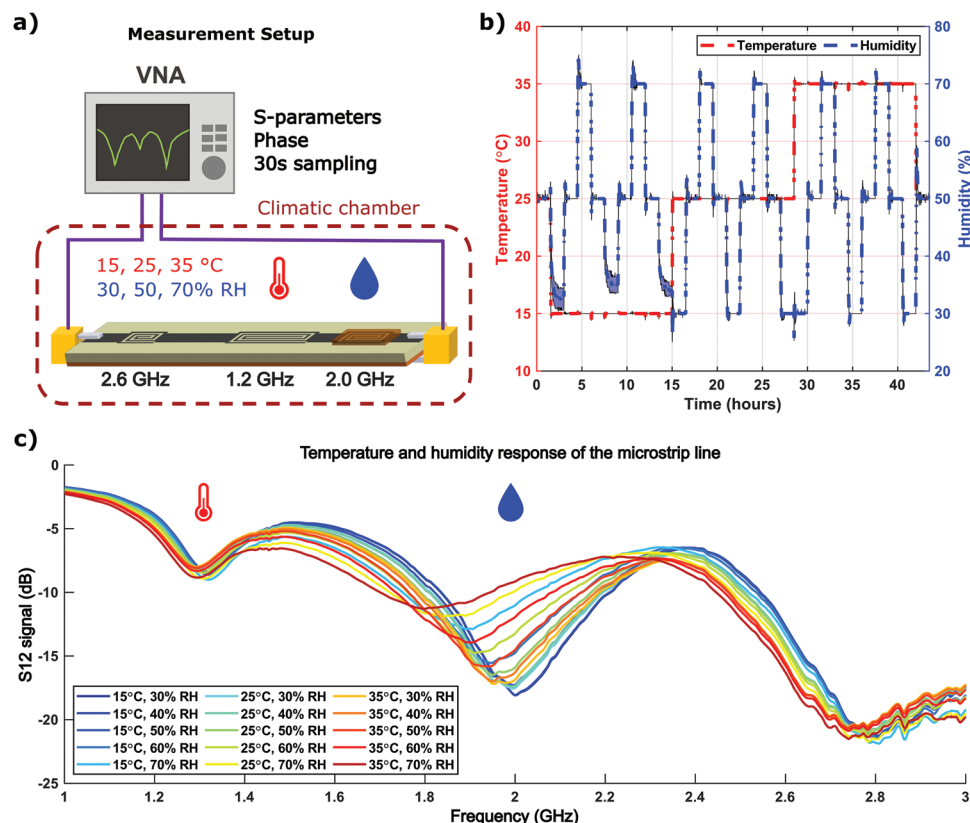 a)
Measurement Setup
VNA
S-parameters
Phase
30s sampling
Climatic chamber
15, 25, 35 °C
30, 50, 70% RH
2.6 GHz 1.2 GHz 2.0 GHz
b)
Temperature Humidity
40
35
30
25
20
15
10
Temperature (°C)
80
70
60
50
40
30
20
Humidity (%)
0 5 10 15 20 25 30 35 40
Time (hours)
c)
Temperature and humidity response of the microstrip line
0
-5
-10
-15
-20
-25
S12 signal (dB)
15°C, 30% RH 25°C, 30% RH 35°C, 30% RH
15°C, 40% RH 25°C, 40% RH 35°C, 40% RH
15°C, 50% RH 25°C, 50% RH 35°C, 50% RH
15°C, 60% RH 25°C, 60% RH 35°C, 60% RH
15°C, 70% RH 25°C, 70% RH 35°C, 70% RH
1 1.2 1.4 1.6 1.8 2 2.2 2.4 2.6 2.8 3
Frequency (GHz)